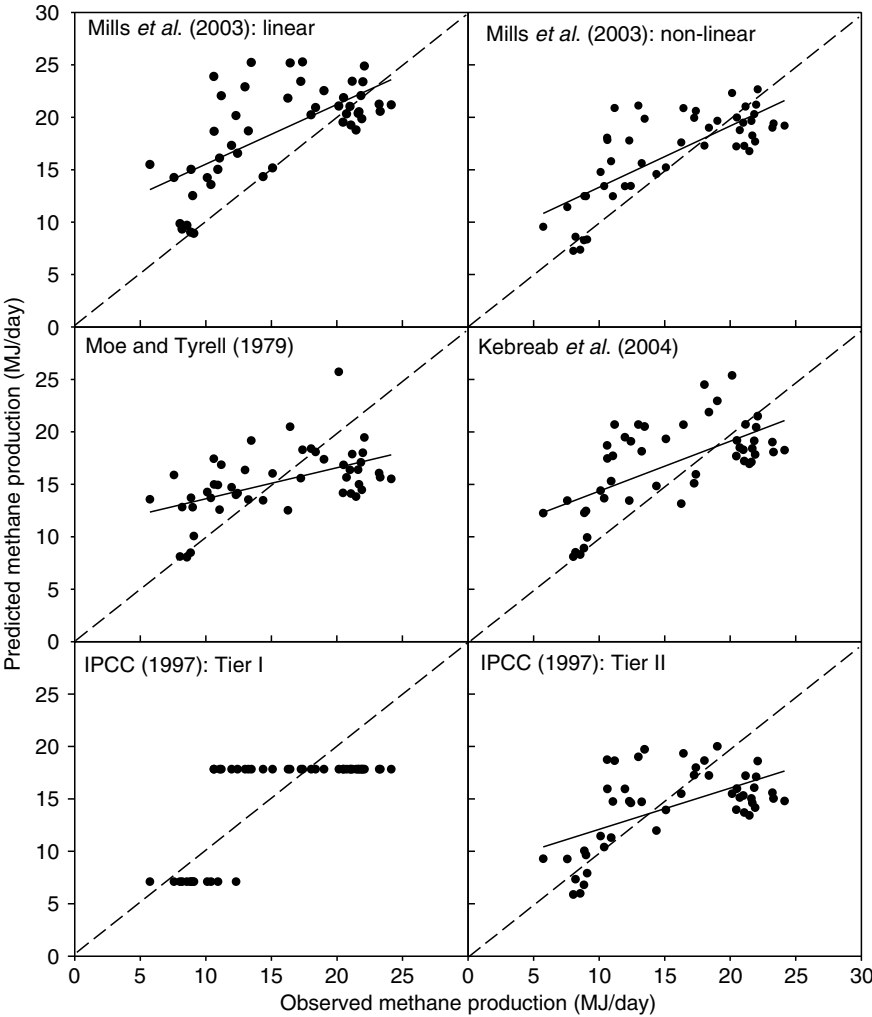 Mills et al. (2003): linear
Mills et al. (2003): non-linear
30
25
20
15
10
5
0
Moe and Tyrell (1979)
Kebreab et al. (2004)
25
20
15
10
5
0
IPCC (1997): Tier I
IPCC (1997): Tier II
25
20
15
10
5
0
0 5 10 15 20 25 0 5 10 15 20 25 30
Predicted methane production (MJ/day)
Observed methane production (MJ/day)